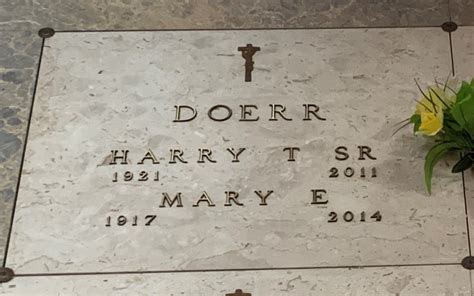 DOERR
HARRY T SR
1921 2011
MARY E
1917 2014